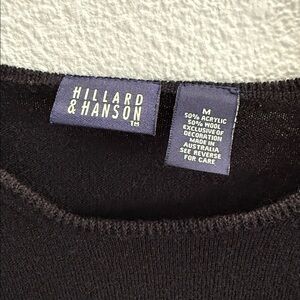 HILLARD
& HANSON
TM
M
50% ACRYLIC
50% WOOL
EXCLUSIVE OF
DECORATION
MADE IN
AUSTRALIA
SEE REVERSE
FOR CARE